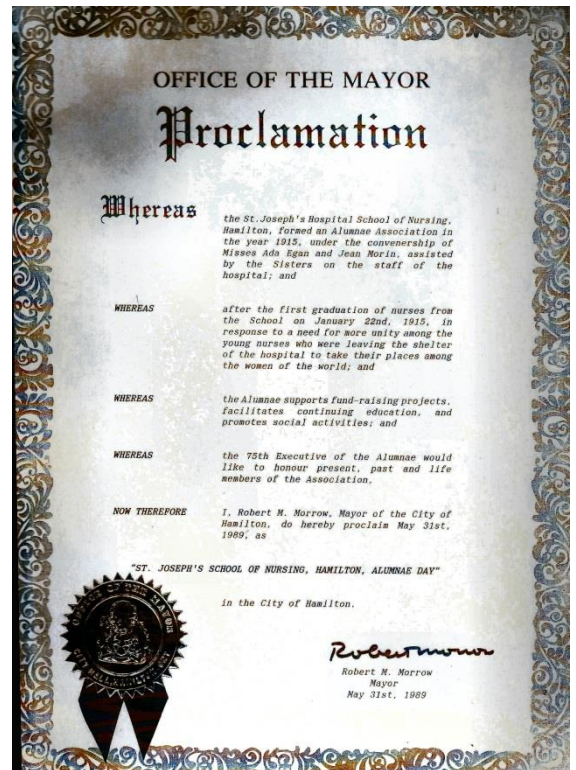 OFFICE OF THE MAYOR
Proclamation
Whereas
the St.Joseph's Hospital School of Nursing,
Hamilton, formed an Alumnae Association in
the year 1915, under the convenership of
Misses Ada Egan and Jean Morin, assisted
by the Sisters on the staff of the
hospital; and
WHEREAS
after the first graduation of nurses from
the School on January 22nd, 1915, in
response to a need for more unity among the
young nurses who were leaving the shelter
of the hospital to take their places among
the women of the world; and
WHEREAS
the Alumnae supports fund-raising projects,
facilitates continuing education, and
promotes social activities; and
WHEREAS
the 75th Executive of the Alumnae would
like to honour present, past and life
members of the Association,
NOW THEREFORE
I, Robert M. Morrow, Mayor of the City of
Hamilton, do hereby proclaim May 31st,
1989, as
"ST. JOSEPH'S SCHOOL OF NURSING, HAMILTON, ALUMNAE DAY"
in the City of Hamilton.
OFFICE OF THE MAYOR
CITY HALL, HAMILTON
Robert Morrow
Robert M. Morrow
Mayor
May 31st, 1989